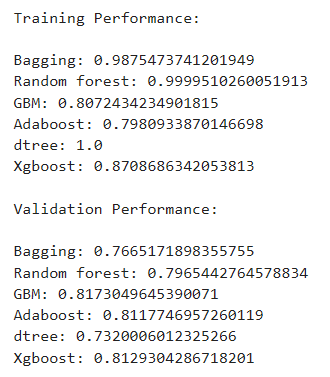 Training Performance:
Bagging: 0.9875473741201949
Random forest: 0.9999510260051913
GBM: 0.8072434234901815
Adaboost: 0.7980933870146698
dtree: 1.0
Xgboost: 0.8708686342053813
Validation Performance:
Bagging: 0.7665171898355755
Random forest: 0.7965442764578834
GBM: 0.8173049645390071
Adaboost: 0.8117746957260119
dtree: 0.7320006012325266
Xgboost: 0.8129304286718201